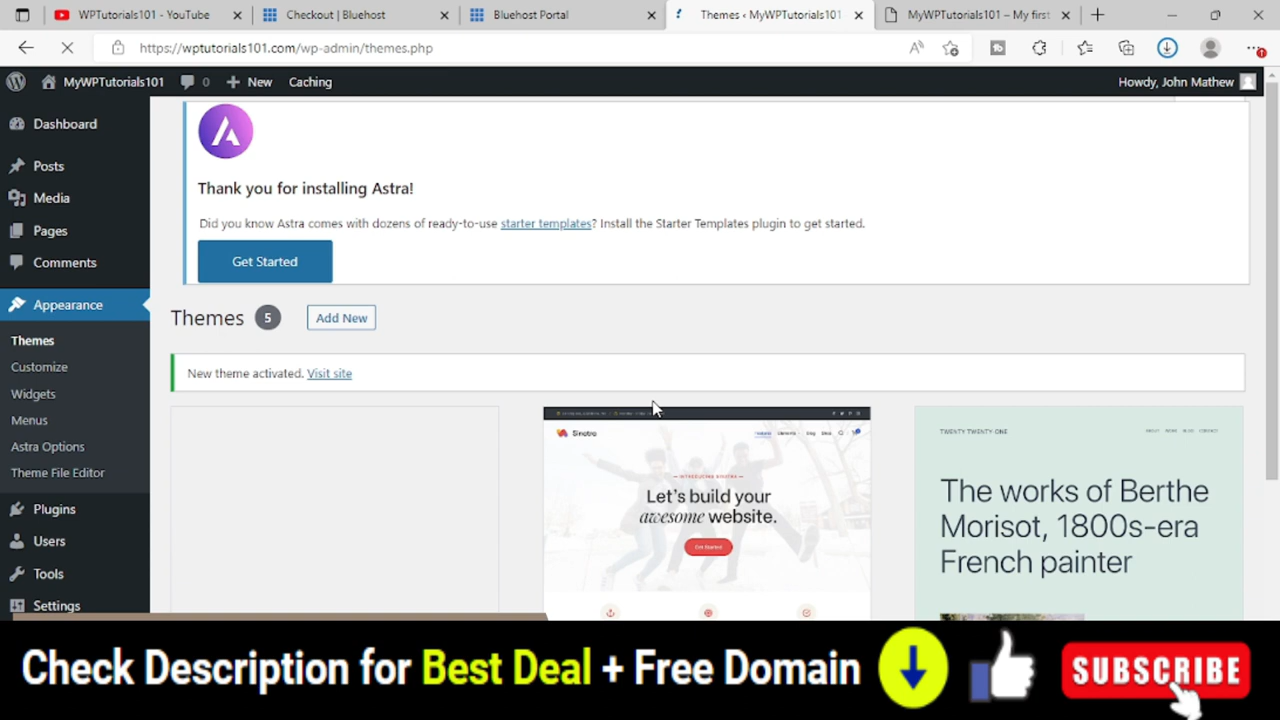 WPTutorials101 - YouTube
Checkout | Bluehost
Bluehost Portal
Themes ‹ MyWPTutorials101
MyWPTutorials101 – My first
https://wptutorials101.com/wp-admin/themes.php
MyWPTutorials101
0
New
Caching
Howdy, John Mathew
Dashboard
Posts
Media
Pages
Comments
Appearance
Themes
Customize
Widgets
Menus
Astra Options
Theme File Editor
Plugins
Users
Tools
Settings
Thank you for installing Astra!
Did you know Astra comes with dozens of ready-to-use starter templates? Install the Starter Templates plugin to get started.
Get Started
Themes 5 Add New
New theme activated. Visit site
Sinatra
Let's build your
awesome website.
Get Started
TWENTY TWENTY-ONE
The works of Berthe
Morisot, 1800s-era
French painter
Check Description for Best Deal + Free Domain
SUBSCRIBE